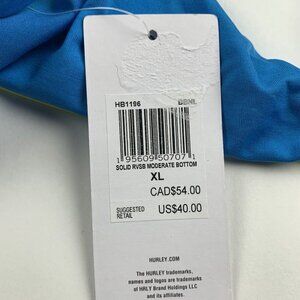 HB1196 BBNL
1 95609 50707 1
SOLID RVSB MODERATE BOTTOM
XL
CAD$54.00
SUGGESTED
RETAIL US$40.00
HURLEY.COM
The HURLEY trademarks,
names and logos are trademarks
of HRLY Brand Holdings LLC
and its affiliates.